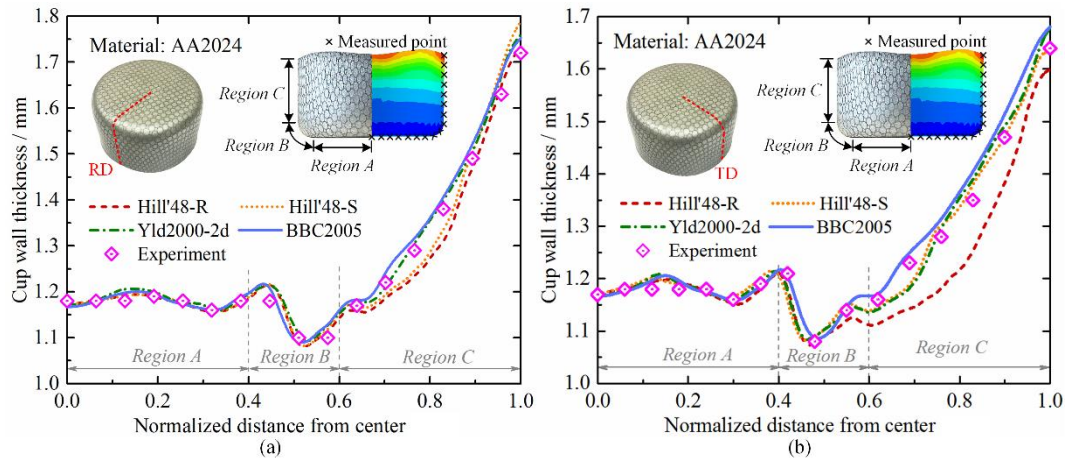 1.8
1.7
1.6
1.5
1.4
1.3
1.2
1.1
1.0
Cup wall thickness / mm
Material: AA2024
× Measured point
Region C
Region B
Region A
RD
Hill'48-R
Hill'48-S
Yld2000-2d
BBC2005
Experiment
Region A
Region B
Region C
0.0 0.2 0.4 0.6 0.8 1.0
Normalized distance from center
(a)
1.7
1.6
1.5
1.4
1.3
1.2
1.1
1.0
Cup wall thickness / mm
Material: AA2024
× Measured point
Region C
Region B
Region A
TD
Hill'48-R
Hill'48-S
Yld2000-2d
BBC2005
Experiment
Region A
Region B
Region C
0.0 0.2 0.4 0.6 0.8 1.0
Normalized distance from center
(b)